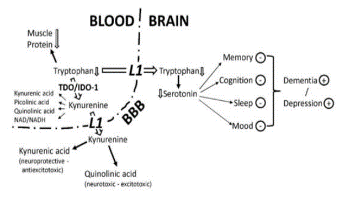 BLOOD BRAIN
Muscle
Protein ⇓
Tryptophan⇓ L1 Tryptophan⇓
TDO/IDO-1
Kynurenic acid
Picolinic acid
Quinolinic acid
NAD/NADH
Kynurenine
L1
BBB
Kynurenine
Kynurenic acid
(neuroprotective -
antiexcitotoxic)
Quinolinic acid
(neurotoxic - excitotoxic)
⇓Serotonin
Memory -
Cognition -
Sleep -
Mood -
Dementia +
/
Depression +